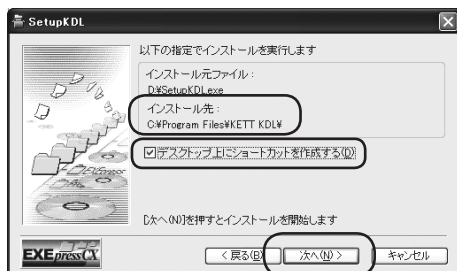 SetupKDL
以下の指定でインストールを実行します
インストール元ファイル：
D:¥SetupKDL.exe
インストール先：
C:¥Program Files¥KETT KDL¥
デスクトップ上にショートカットを作成する(D)
[次へ(N)]を押すとインストールを開始します
EXEpressCX
< 戻る(B)
次へ(N) >
キャンセル